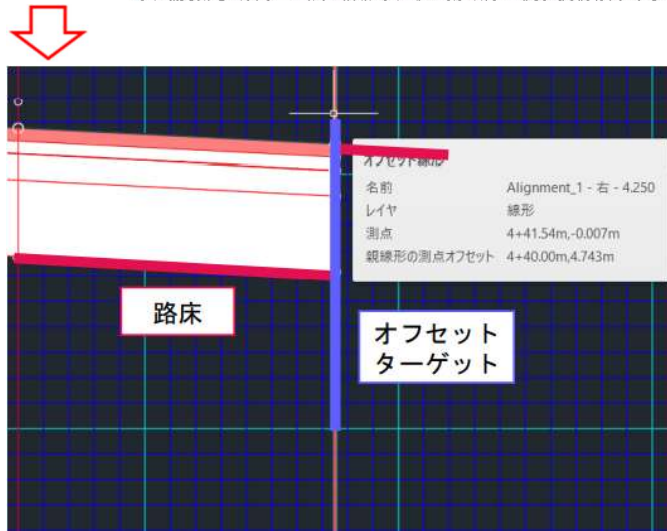 オフセット線形
名前 Alignment_1 - 右 - 4.250
レイヤ 線形
測点 4+41.54m,-0.007m
親線形の測点オフセット 4+40.00m,4.743m
路床
オフセット
ターゲット